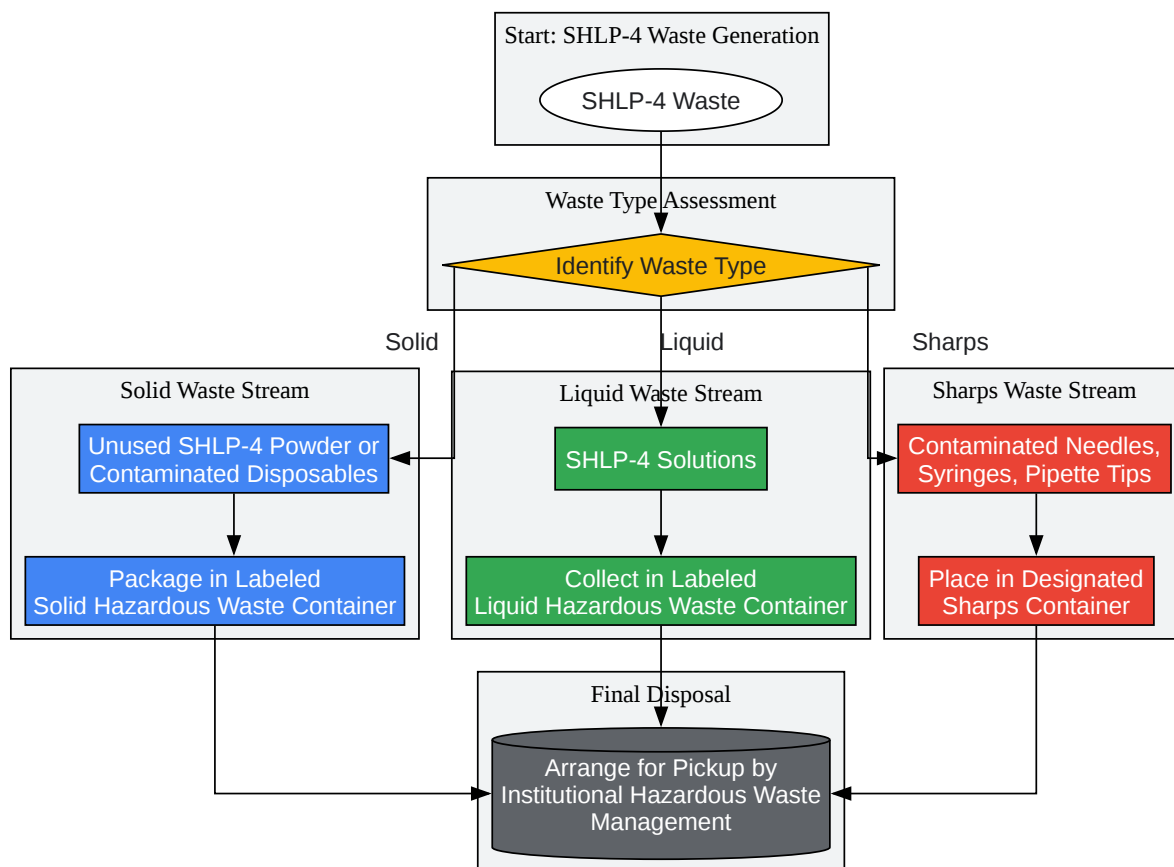 Start: SHLP-4 Waste Generation
SHLP-4 Waste
Waste Type Assessment
Identify Waste Type
Solid
Liquid
Sharps
Solid Waste Stream
Unused SHLP-4 Powder or
Contaminated Disposables
Package in Labeled
Solid Hazardous Waste Container
Liquid Waste Stream
SHLP-4 Solutions
Collect in Labeled
Liquid Hazardous Waste Container
Sharps Waste Stream
Contaminated Needles,
Syringes, Pipette Tips
Place in Designated
Sharps Container
Final Disposal
Arrange for Pickup by
Institutional Hazardous Waste
Management